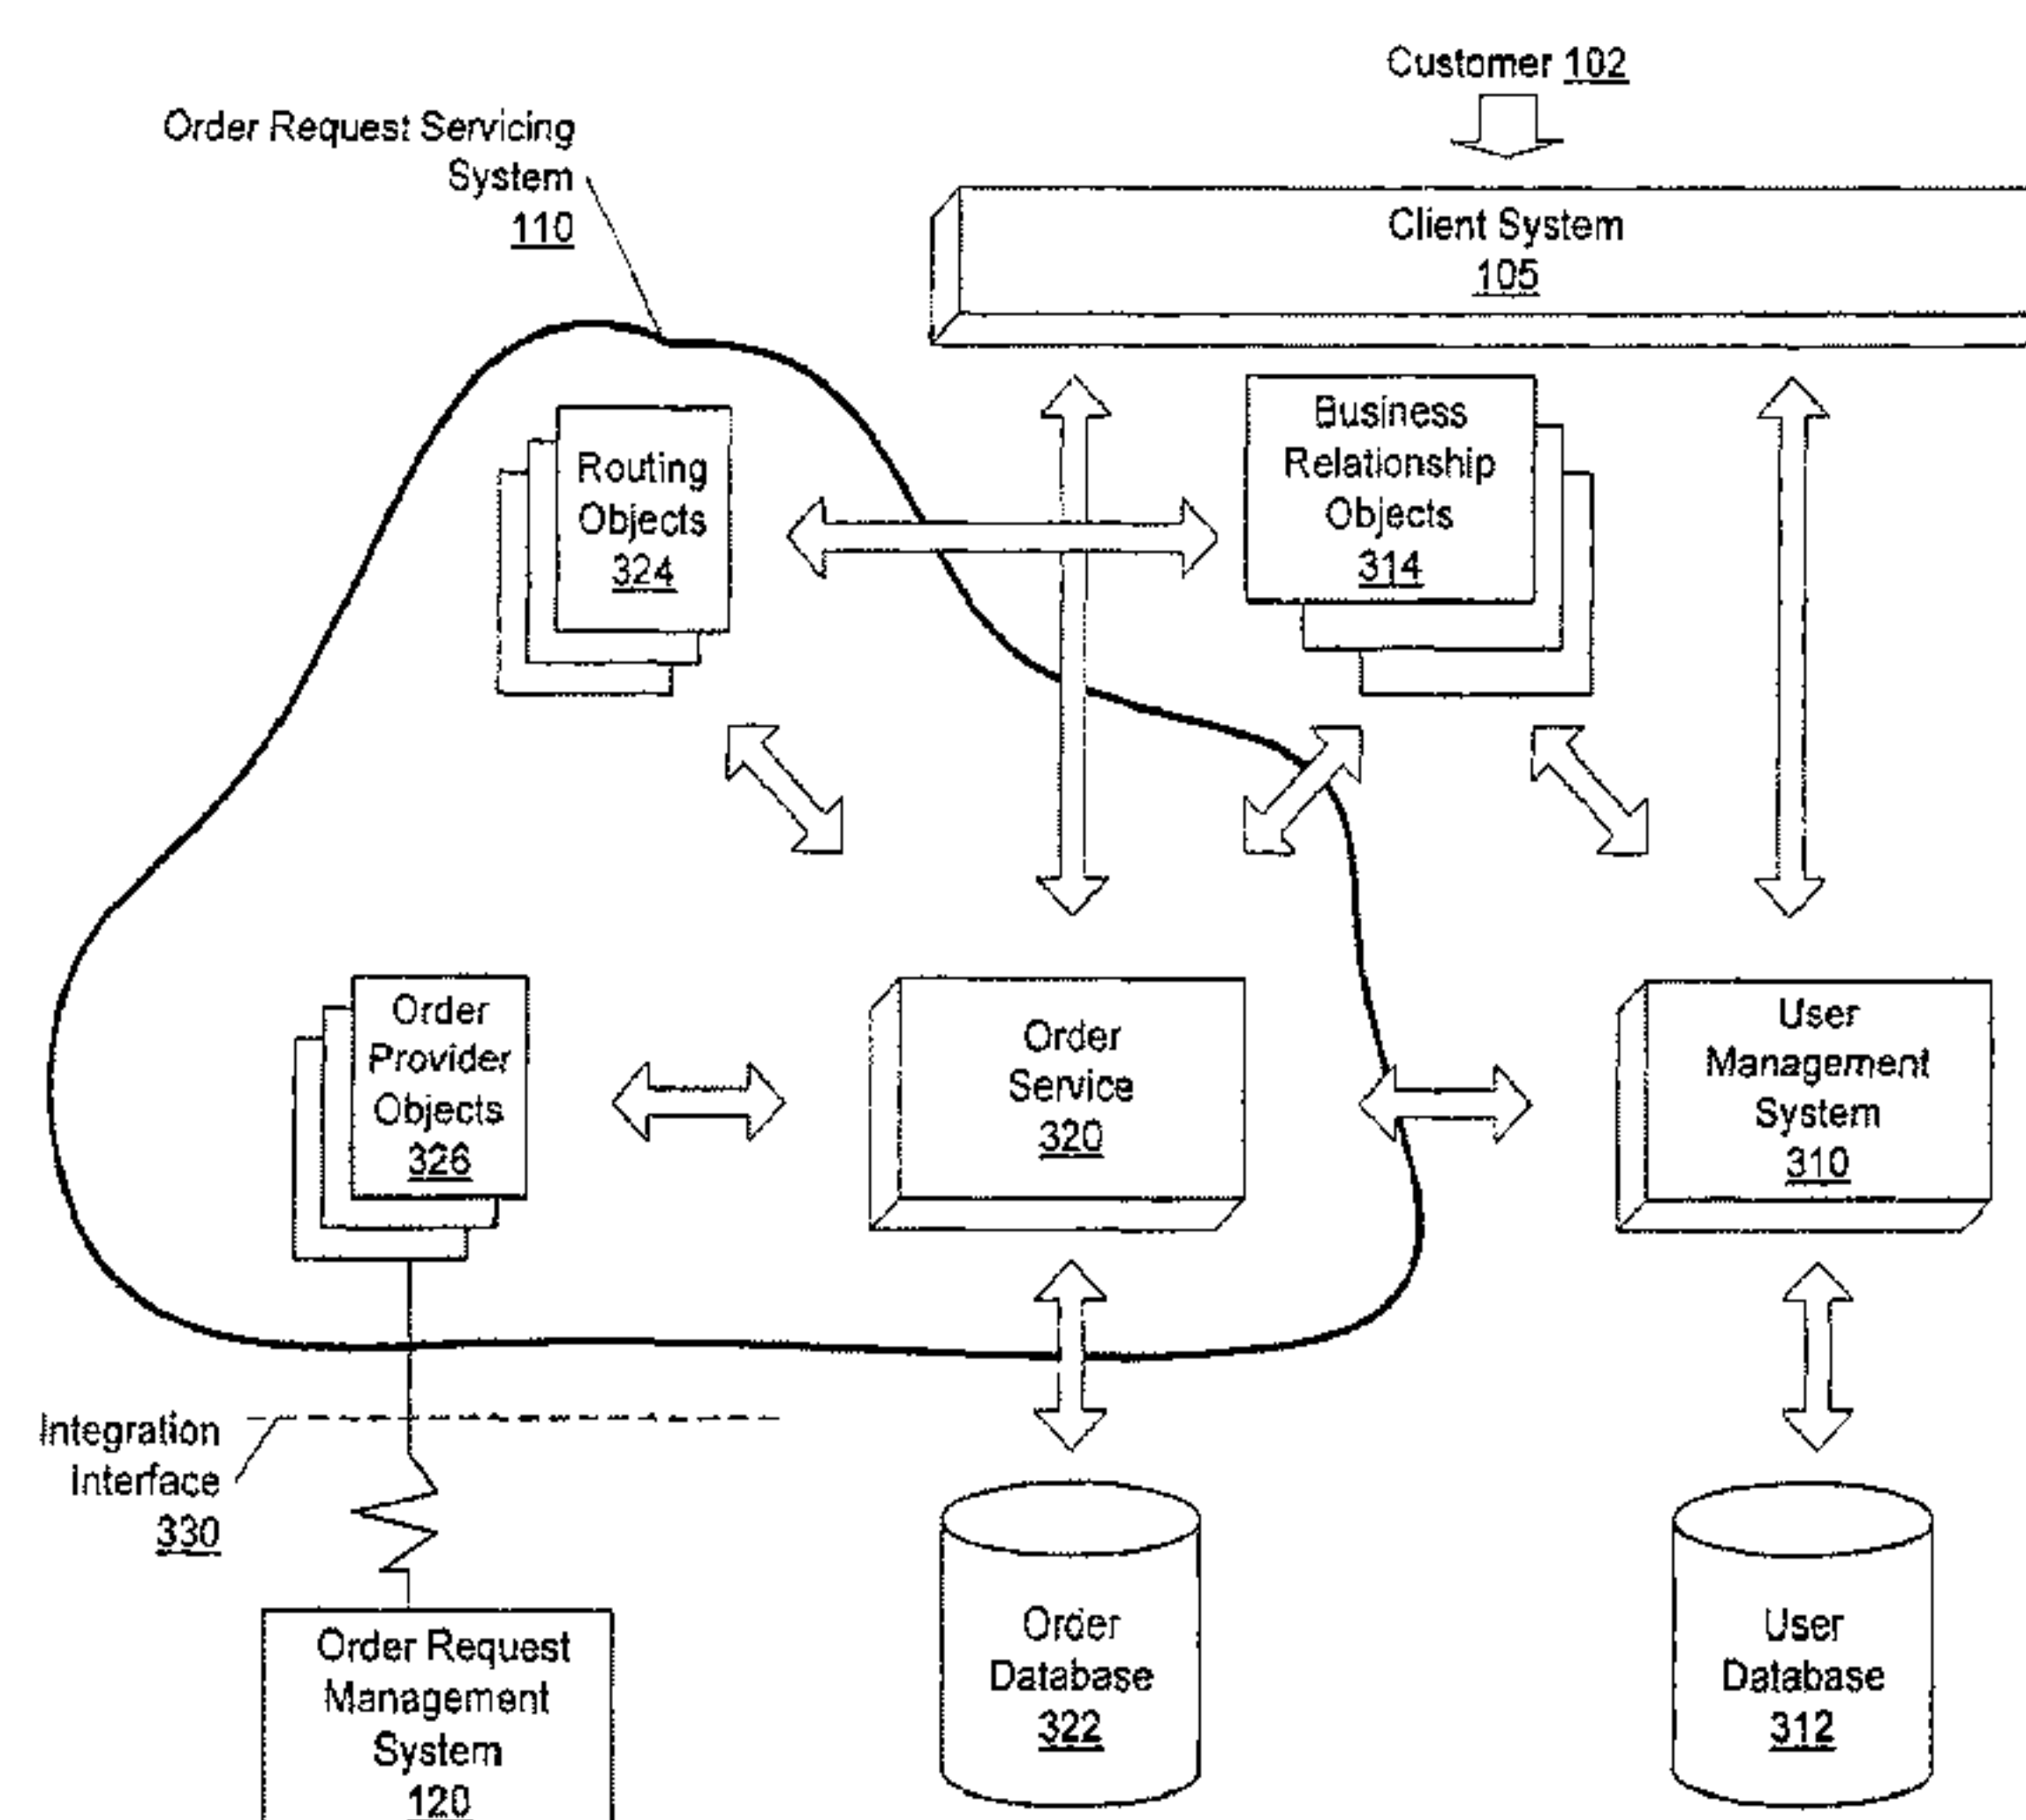 Customer 102
Order Request Servicing
System
110
Client System
105
Business
Relationship
Objects
314
Routing
Objects
324
Order
Provider
Objects
326
Order
Service
320
User
Management
System
310
Integration
Interface
330
Order Request
Management
System
120
Order
Database
322
User
Database
312